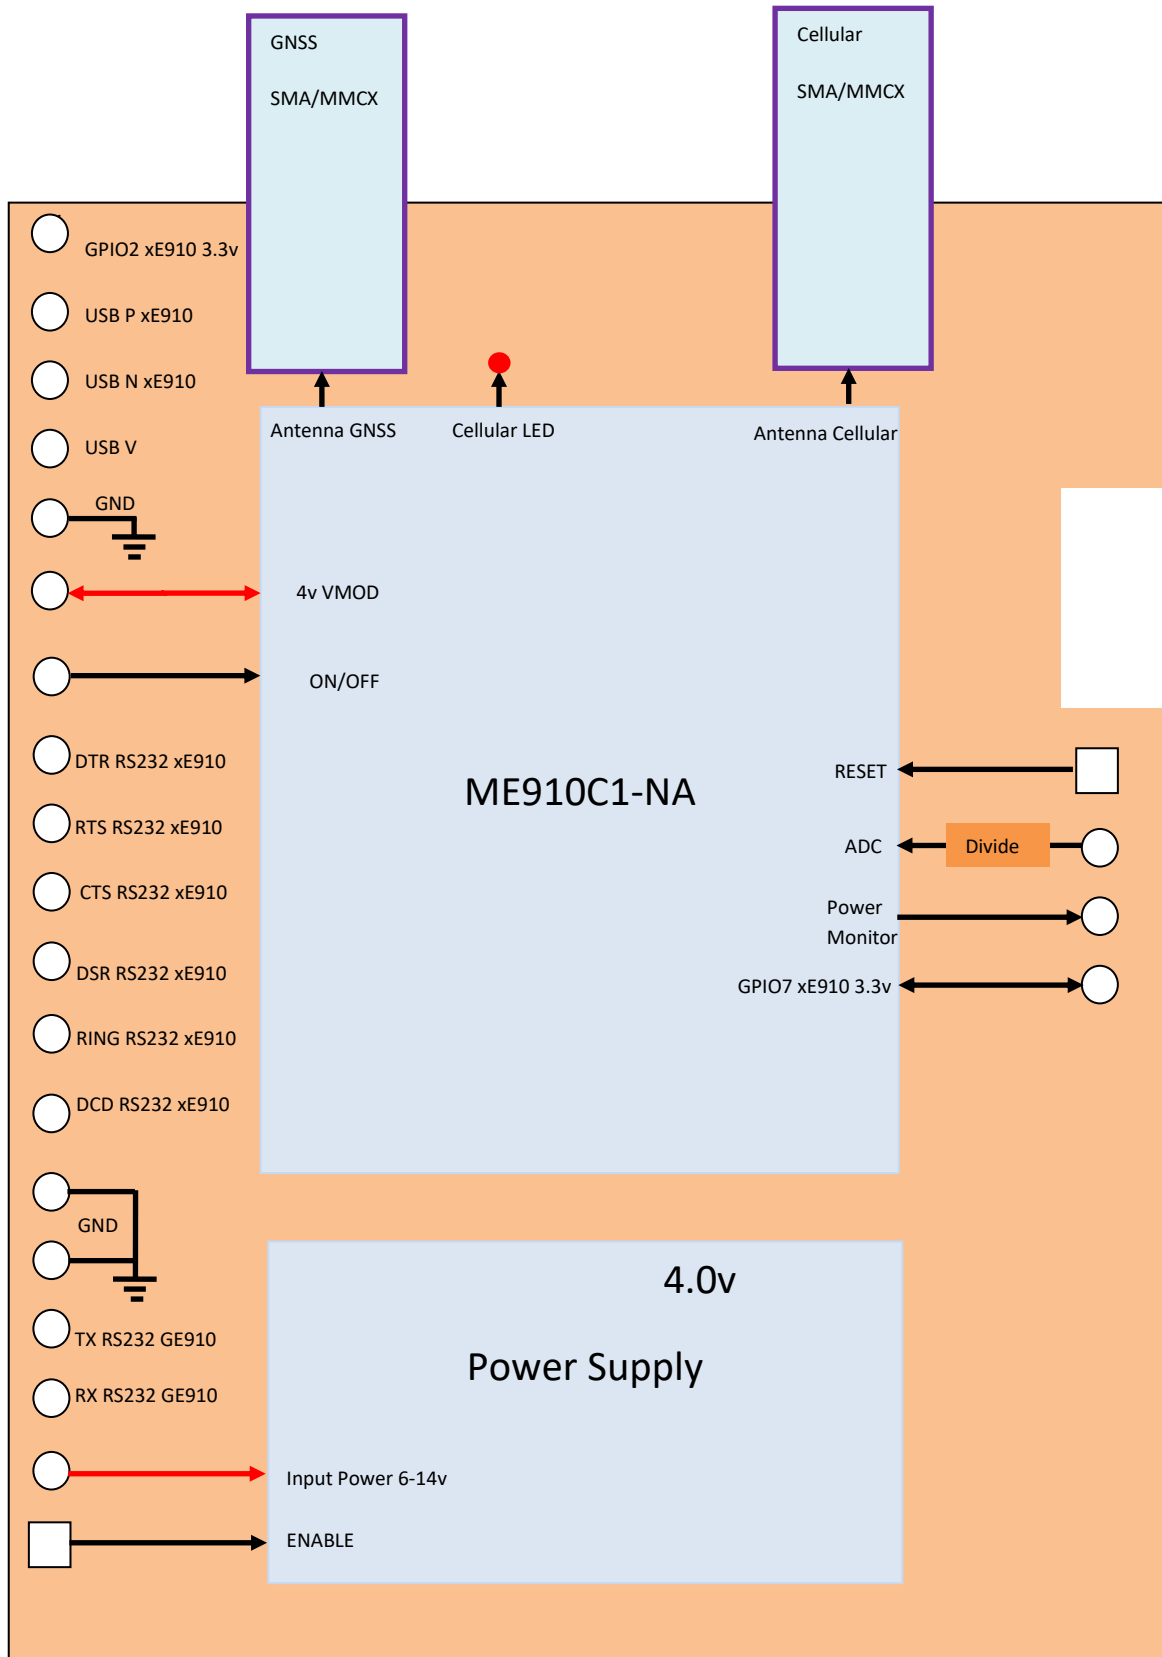 GNSS
SMA/MMCX
Cellular
SMA/MMCX
GPIO2 xE910 3.3v
USB P xE910
USB N xE910
USB V
GND
Antenna GNSS
Cellular LED
Antenna Cellular
4v VMOD
ON/OFF
DTR RS232 xE910
RTS RS232 xE910
CTS RS232 xE910
DSR RS232 xE910
RING RS232 xE910
DCD RS232 xE910
ME910C1-NA
RESET
ADC
Divide
Power
Monitor
GPIO7 xE910 3.3v
GND
TX RS232 GE910
RX RS232 GE910
4.0v
Power Supply
Input Power 6-14v
ENABLE